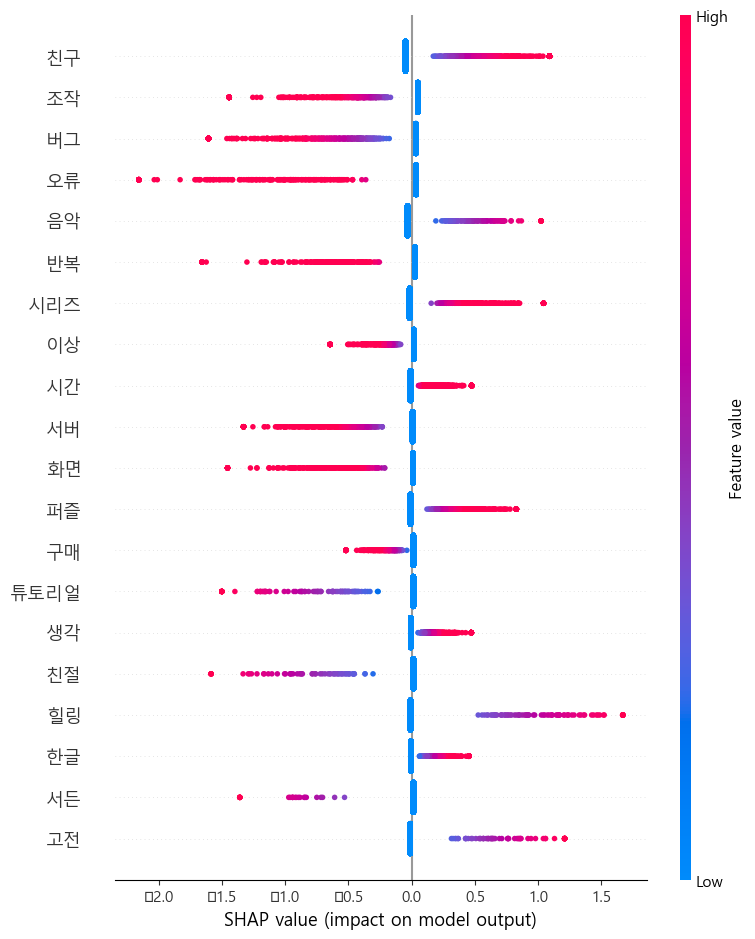 High
친구
조작
버그
오류
음악
반복
시리즈
이상
시간
서버
화면
퍼즐
구매
튜토리얼
생각
친절
힐링
한글
서든
고전
Feature value
Low
□2.0 □1.5 □1.0 □0.5 0.0 0.5 1.0 1.5
SHAP value (impact on model output)